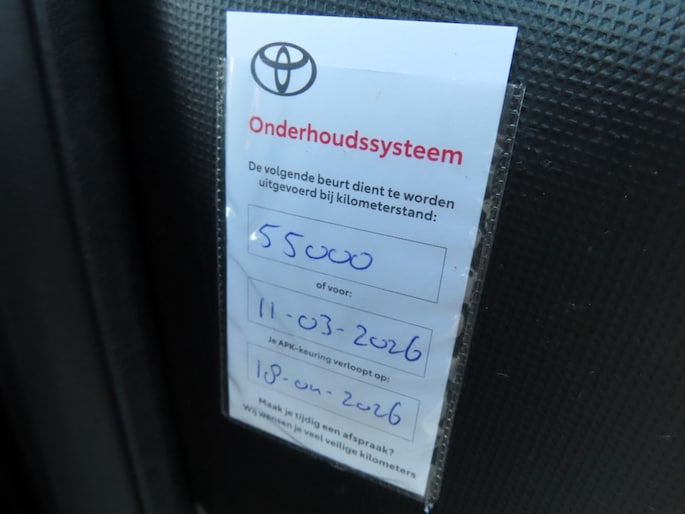 Onderhoudssysteem
De volgende beurt dient te worden
uitgevoerd bij kilometerstand:
55000
of voor:
11-03-2026
Je APK-keuring verloopt op:
18-04-2026
Maak je tijdig een afspraak?
Wij wensen je veel veilige kilometers